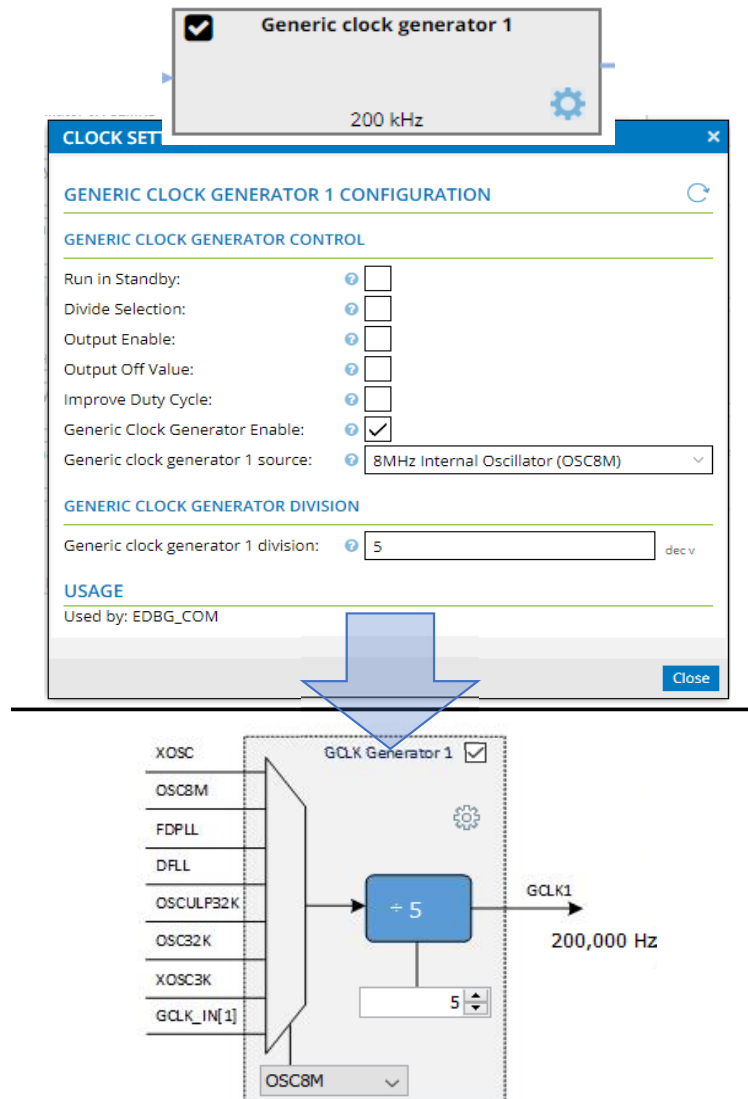 Generic clock generator 1
200 kHz
CLOCK SET
×
GENERIC CLOCK GENERATOR 1 CONFIGURATION
GENERIC CLOCK GENERATOR CONTROL
Run in Standby: ?
Divide Selection: ?
Output Enable: ?
Output Off Value: ?
Improve Duty Cycle: ?
Generic Clock Generator Enable: ?
Generic clock generator 1 source: ? 8MHz Internal Oscillator (OSC8M)
GENERIC CLOCK GENERATOR DIVISION
Generic clock generator 1 division: ? 5 dec v
USAGE
Used by: EDBG_COM
Close
XOSC
GCLK Generator 1
OSC8M
FDPLL
DFLL
OSCULP32K
÷ 5
GCLK1
OSC32K
200,000 Hz
XOSC3K
5
GCLK_IN[1]
OSC8M